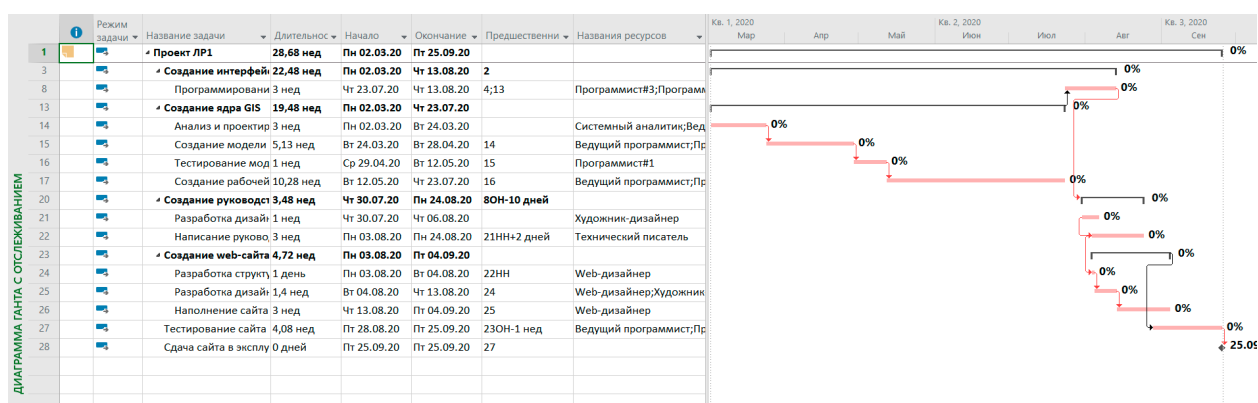 Кв. 1, 2020 Кв. 2, 2020 Кв. 3, 2020
Режим задачи Название задачи Длительнос Начало Окончание Предшественни Названия ресурсов Мар Апр Май Июн Июл Авг Сен
1 Проект ЛР1 28,68 нед Пн 02.03.20 Пт 25.09.20 0%
3 Создание интерфей 22,48 нед Пн 02.03.20 Чт 13.08.20 2 0%
8 Программировани 3 нед Чт 23.07.20 Чт 13.08.20 4;13 Программист#3;Програм 0%
13 Создание ядра GIS 19,48 нед Пн 02.03.20 Чт 23.07.20 0%
14 Анализ и проектир 3 нед Пн 02.03.20 Вт 24.03.20 Системный аналитик;Вед 0%
15 Создание модели 5,13 нед Вт 24.03.20 Вт 28.04.20 14 Ведущий программист;Пр 0%
16 Тестирование мод 1 нед Ср 29.04.20 Вт 12.05.20 15 Программист#1 0%
17 Создание рабочей 10,28 нед Вт 12.05.20 Чт 23.07.20 16 Ведущий программист;Пр 0%
20 Создание руководст 3,48 нед Чт 30.07.20 Пн 24.08.20 8ОН-10 дней 0%
21 Разработка дизайн 1 нед Чт 30.07.20 Чт 06.08.20 Художник-дизайнер 0%
22 Написание руково 3 нед Пн 03.08.20 Пн 24.08.20 21НН+2 дней Технический писатель 0%
23 Создание web-сайта 4,72 нед Пн 03.08.20 Пт 04.09.20 0%
24 Разработка структу 1 день Пн 03.08.20 Вт 04.08.20 22НН Web-дизайнер 0%
25 Разработка дизайн 1,4 нед Вт 04.08.20 Чт 13.08.20 24 Web-дизайнер;Художник 0%
26 Наполнение сайта 3 нед Чт 13.08.20 Пт 04.09.20 25 Web-дизайнер 0%
27 Тестирование сайта 4,08 нед Пт 28.08.20 Пт 25.09.20 23ОН-1 нед Ведущий программист;Пр 0%
28 Сдача сайта в эксплу 0 дней Пт 25.09.20 Пт 25.09.20 27 25.09
ДИАГРАММА ГАНТА С ОТСЛЕЖИВАНИЕМ